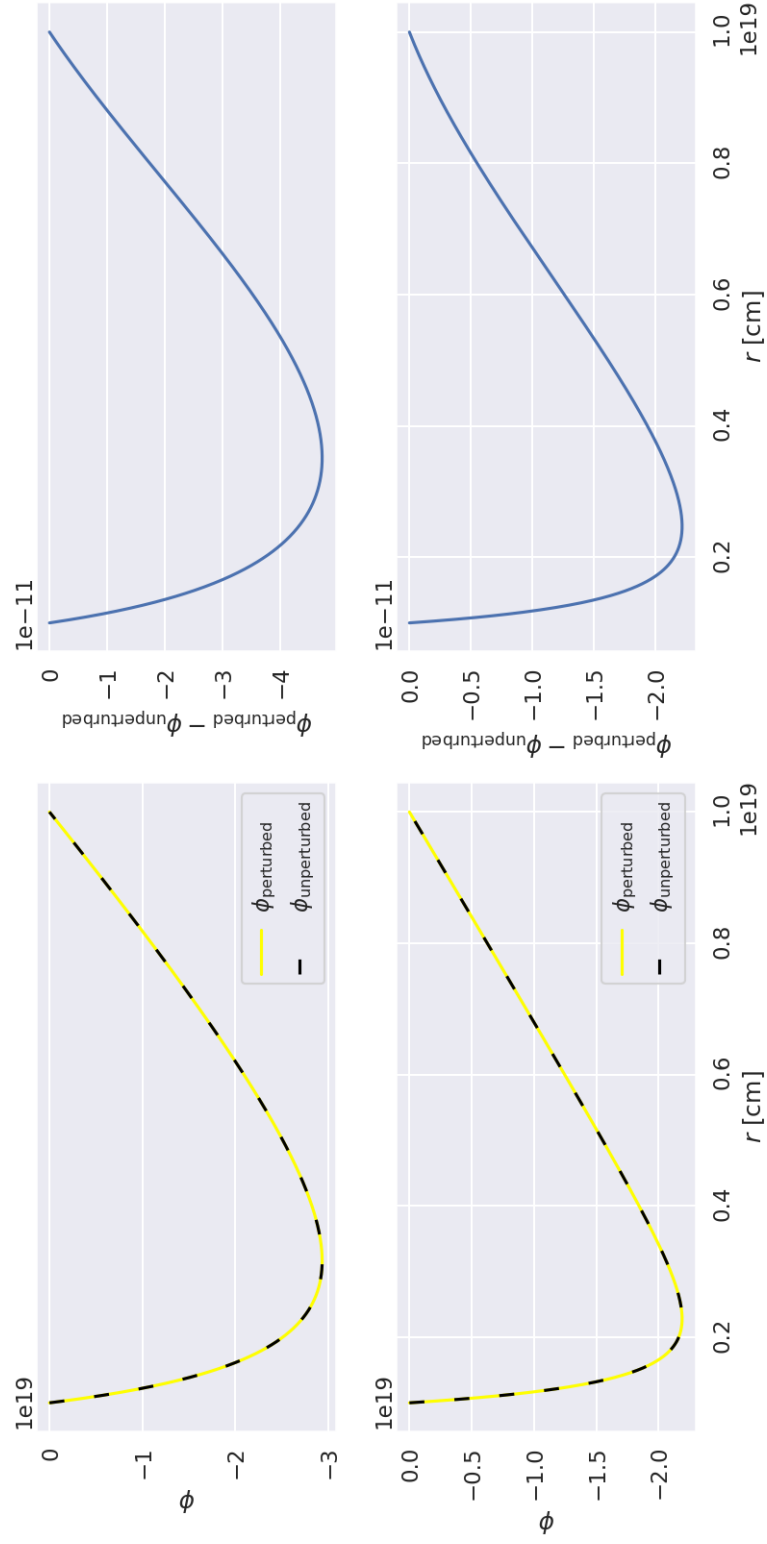 1e19
0
−1
−2
−3
ϕ
ϕperturbed
ϕunperturbed
1e−11
0
−1
−2
−3
−4
ϕperturbed − ϕunperturbed
1e19
0.0
−0.5
−1.0
−1.5
−2.0
ϕ
ϕperturbed
ϕunperturbed
0.2 0.4 0.6 0.8 1.0
1e19
r [cm]
1e−11
0.0
−0.5
−1.0
−1.5
−2.0
ϕperturbed − ϕunperturbed
0.2 0.4 0.6 0.8 1.0
1e19
r [cm]